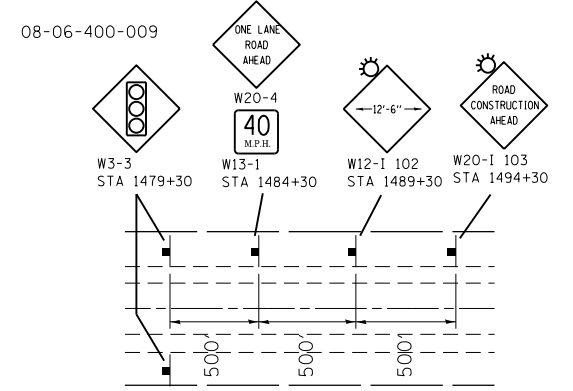 08-06-400-009
ONE LANE
ROAD
AHEAD
W20-4
40
M.P.H.
12'-6"
ROAD
CONSTRUCTION
AHEAD
W3-3
STA 1479+30
W13-1
STA 1484+30
W12-I 102
STA 1489+30
W20-I 103
STA 1494+30
500'
500'
500'